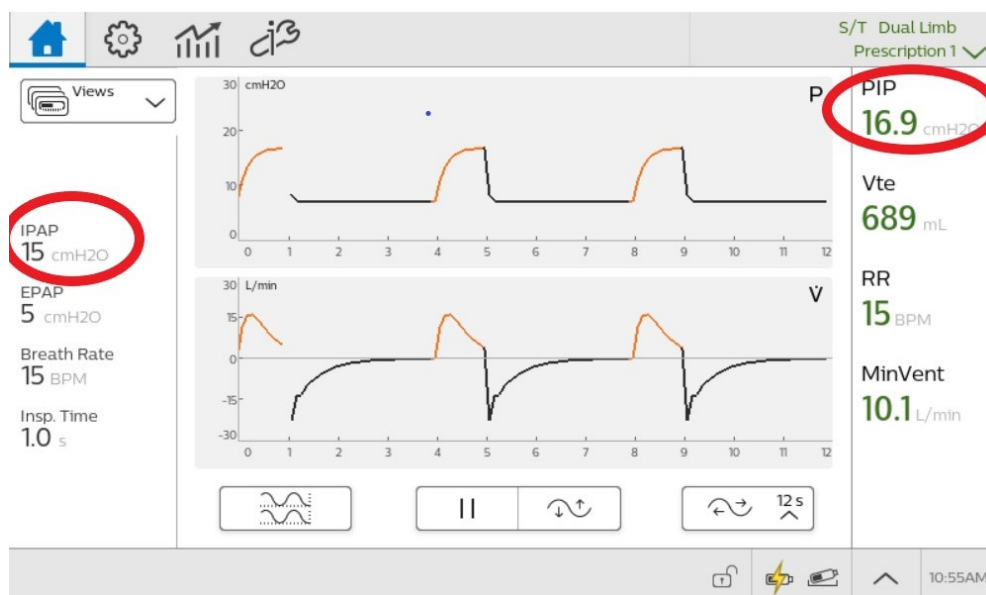 S/T Dual Limb
Prescription 1
Views
IPAP
15 cmH2O
EPAP
5 cmH2O
Breath Rate
15 BPM
Insp. Time
1.0 s
30 cmH2O
P
20
10
0
0 1 2 3 4 5 6 7 8 9 10 11 12
30 L/min
V̇
15
0
-15
-30
0 1 2 3 4 5 6 7 8 9 10 11 12
12 s
PIP
16.9 cmH2O
Vte
689 mL
RR
15 BPM
MinVent
10.1 L/min
10:55AM